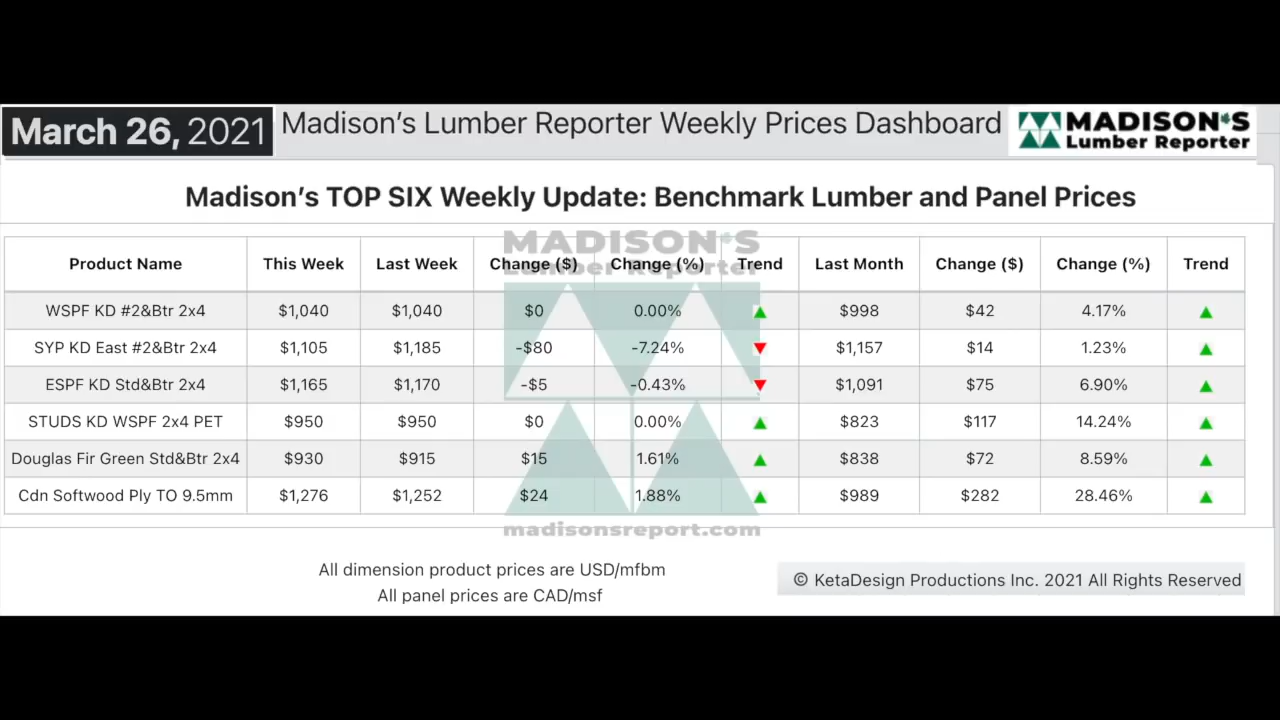 March 26, 2021 Madison's Lumber Reporter Weekly Prices Dashboard MADISON'S
Lumber Reporter
Madison's TOP SIX Weekly Update: Benchmark Lumber and Panel Prices
MADISON'S
Lumber Reporter
Product Name This Week Last Week Change ($) Change (%) Trend Last Month Change ($) Change (%) Trend
WSPF KD #2&Btr 2x4 $1,040 $1,040 $0 0.00% ▲ $998 $42 4.17% ▲
SYP KD East #2&Btr 2x4 $1,105 $1,185 -$80 -7.24% ▼ $1,157 $14 1.23% ▲
ESPF KD Std&Btr 2x4 $1,165 $1,170 -$5 -0.43% ▼ $1,091 $75 6.90% ▲
STUDS KD WSPF 2x4 PET $950 $950 $0 0.00% ▲ $823 $117 14.24% ▲
Douglas Fir Green Std&Btr 2x4 $930 $915 $15 1.61% ▲ $838 $72 8.59% ▲
Cdn Softwood Ply TO 9.5mm $1,276 $1,252 $24 1.88% ▲ $989 $282 28.46% ▲
madisonsreport.com
All dimension product prices are USD/mfbm
All panel prices are CAD/msf
© KetaDesign Productions Inc. 2021 All Rights Reserved